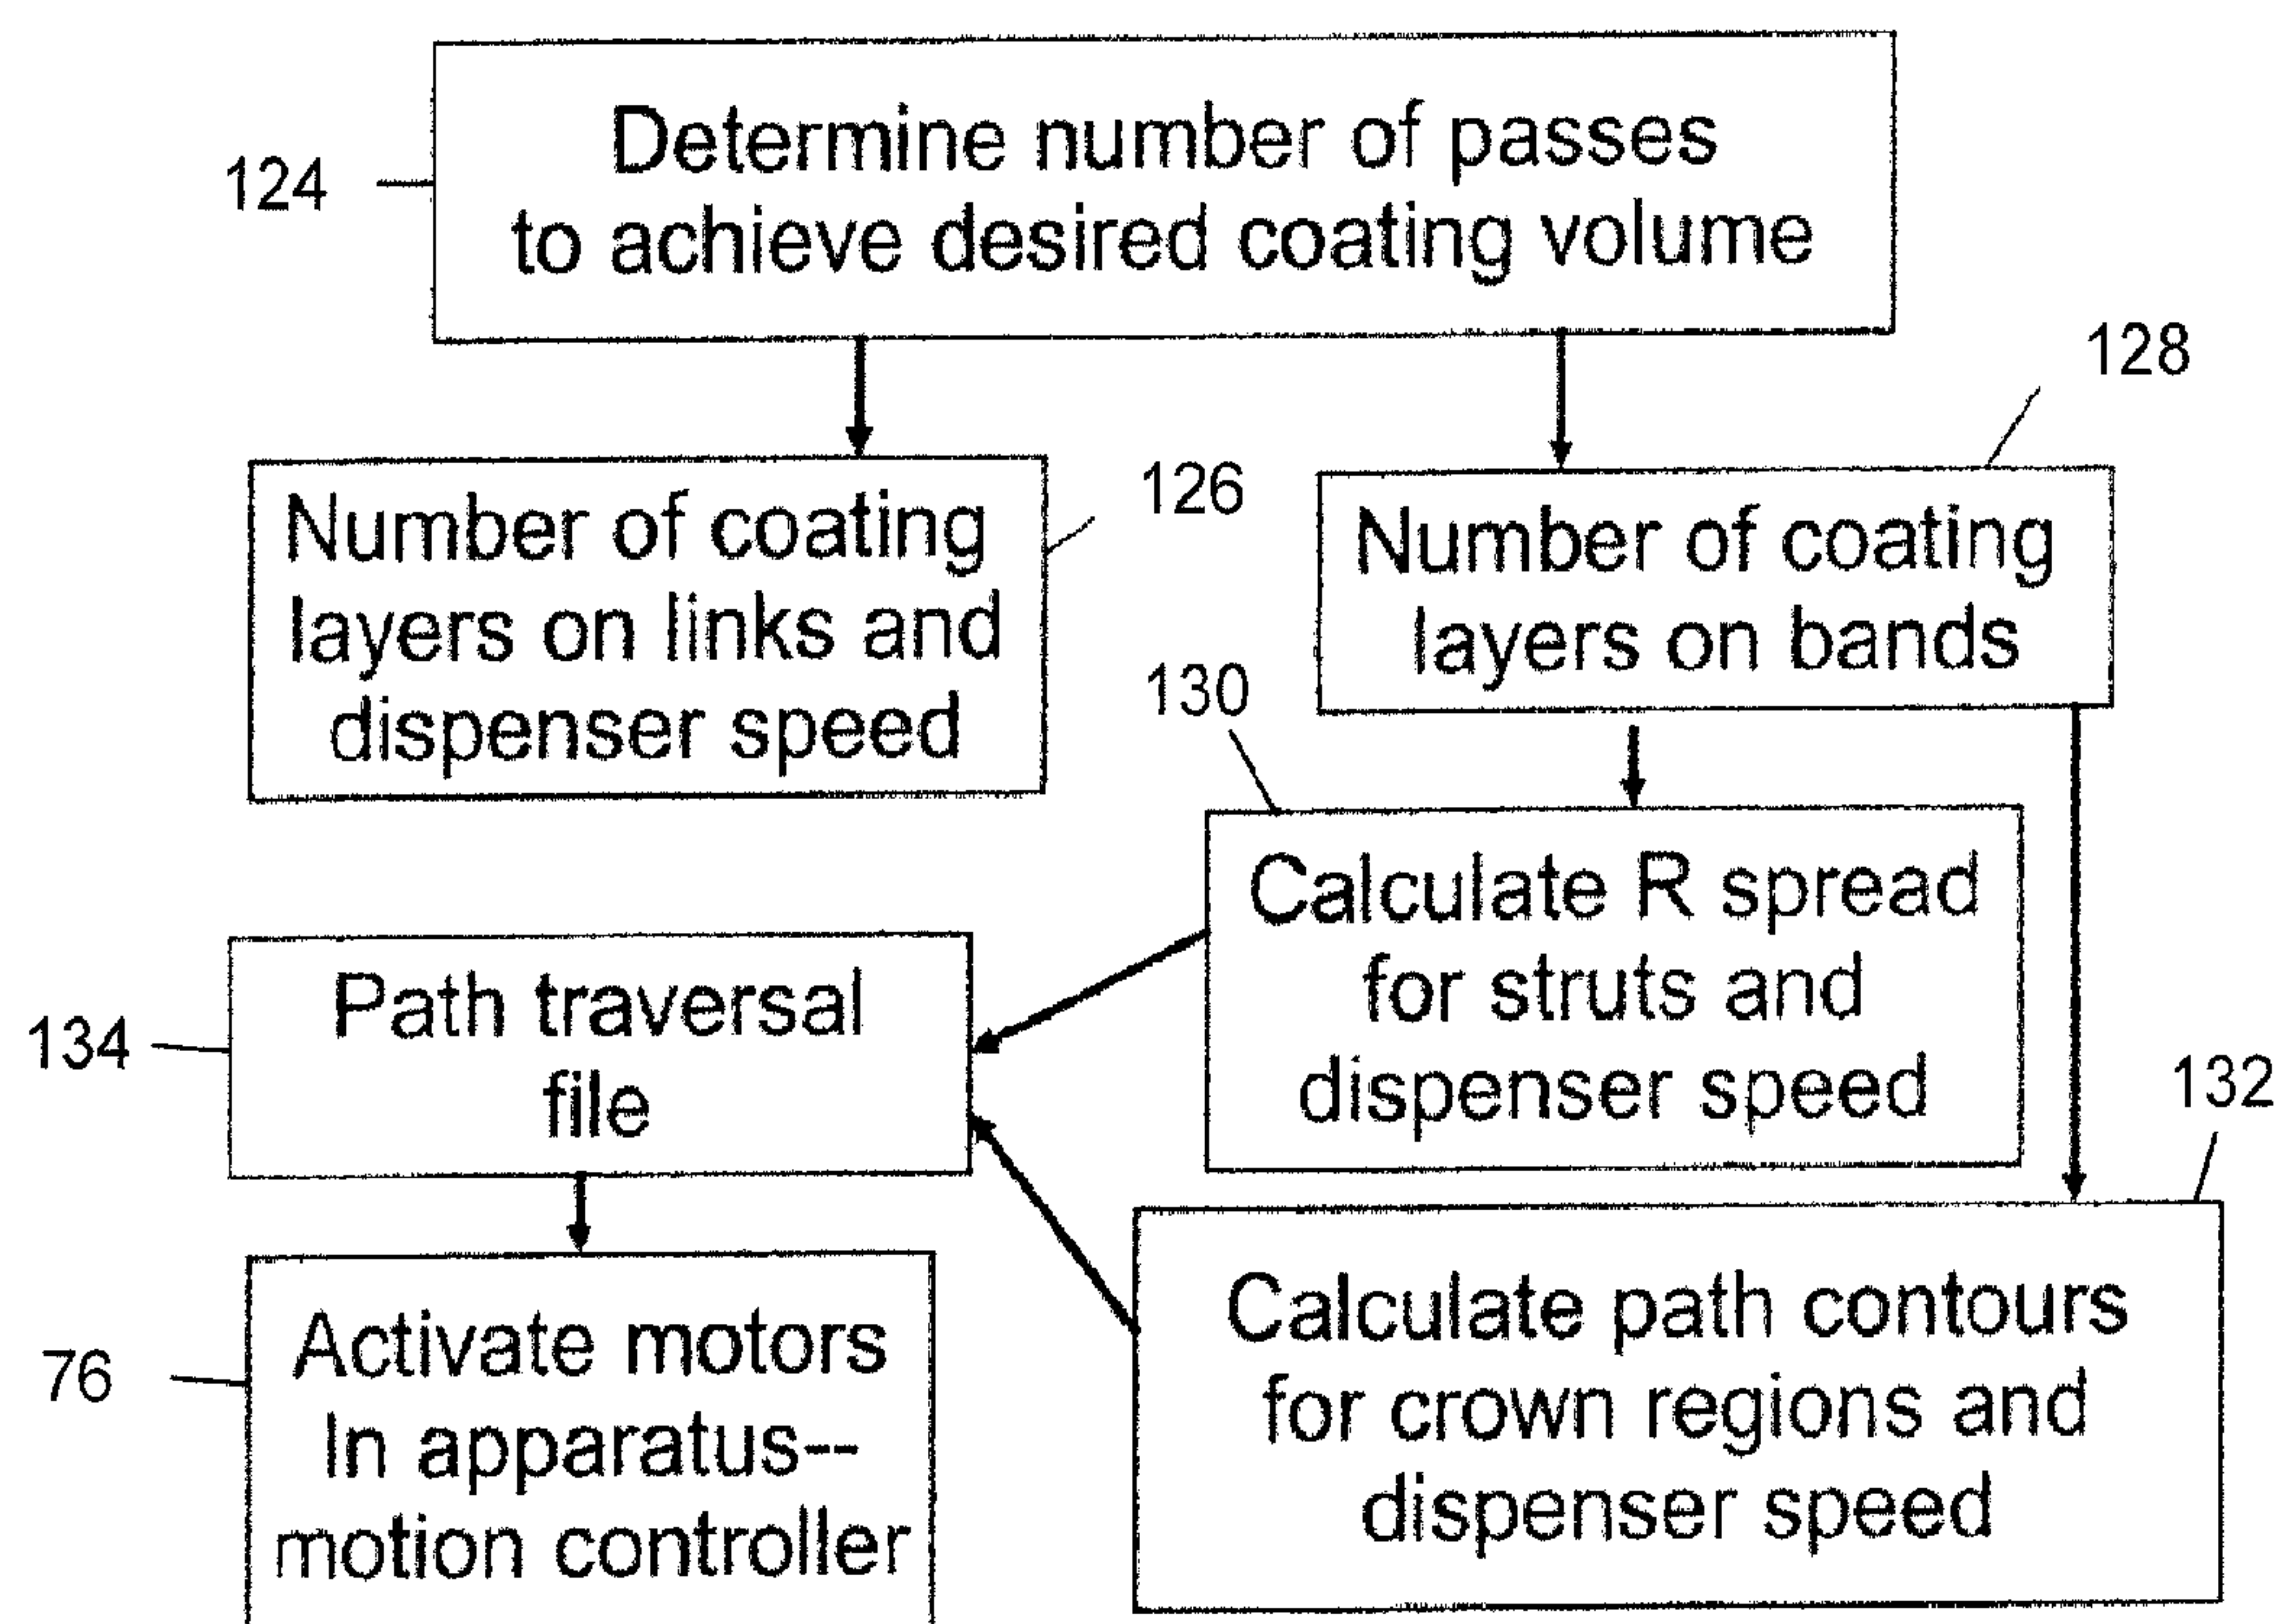 124
Determine number of passes
to achieve desired coating volume
128
126
Number of coating
layers on links and
dispenser speed
Number of coating
layers on bands
130
Calculate R spread
for struts and
dispenser speed
134
Path traversal
file
132
76
Activate motors
In apparatus--
motion controller
Calculate path contours
for crown regions and
dispenser speed